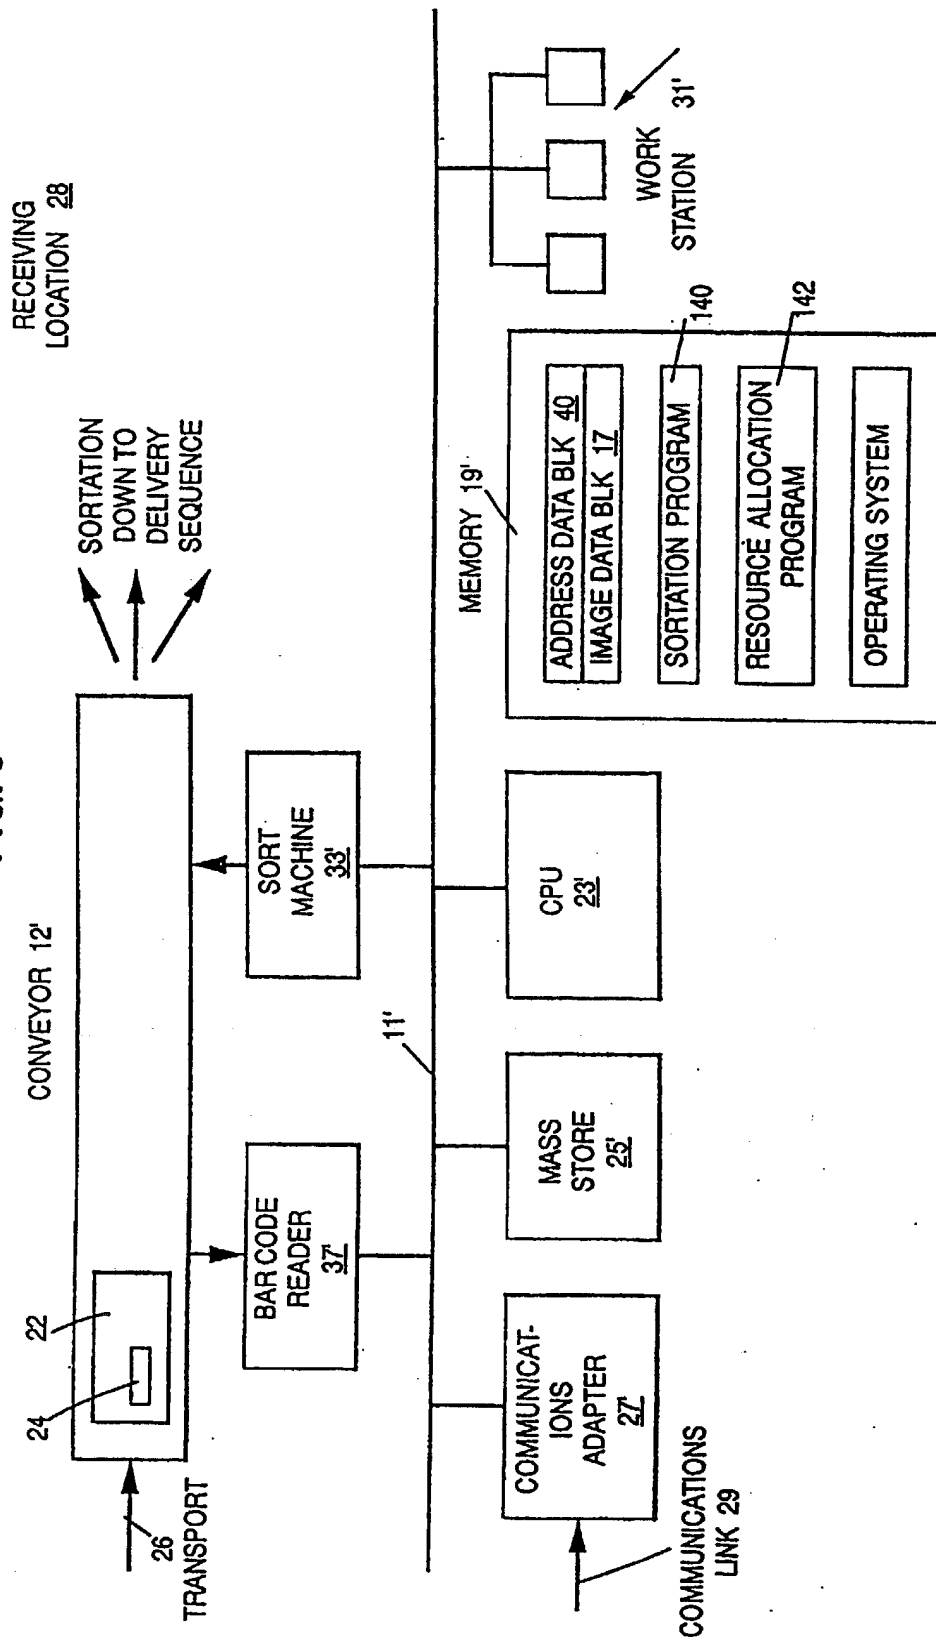 RECEIVING
LOCATION 28
CONVEYOR 12'
22
24
26
TRANSPORT
SORTATION
DOWN TO
DELIVERY
SEQUENCE
BAR CODE
READER
37'
SORT
MACHINE
33'
11'
COMMUNICAT-
IONS
ADAPTER
27'
COMMUNICATIONS
LINK 29
MASS
STORE
25'
CPU
23'
MEMORY 19'
ADDRESS DATA BLK 40
IMAGE DATA BLK 17
SORTATION PROGRAM
140
RESOURCE ALLOCATION
PROGRAM
142
OPERATING SYSTEM
WORK
STATION 31'